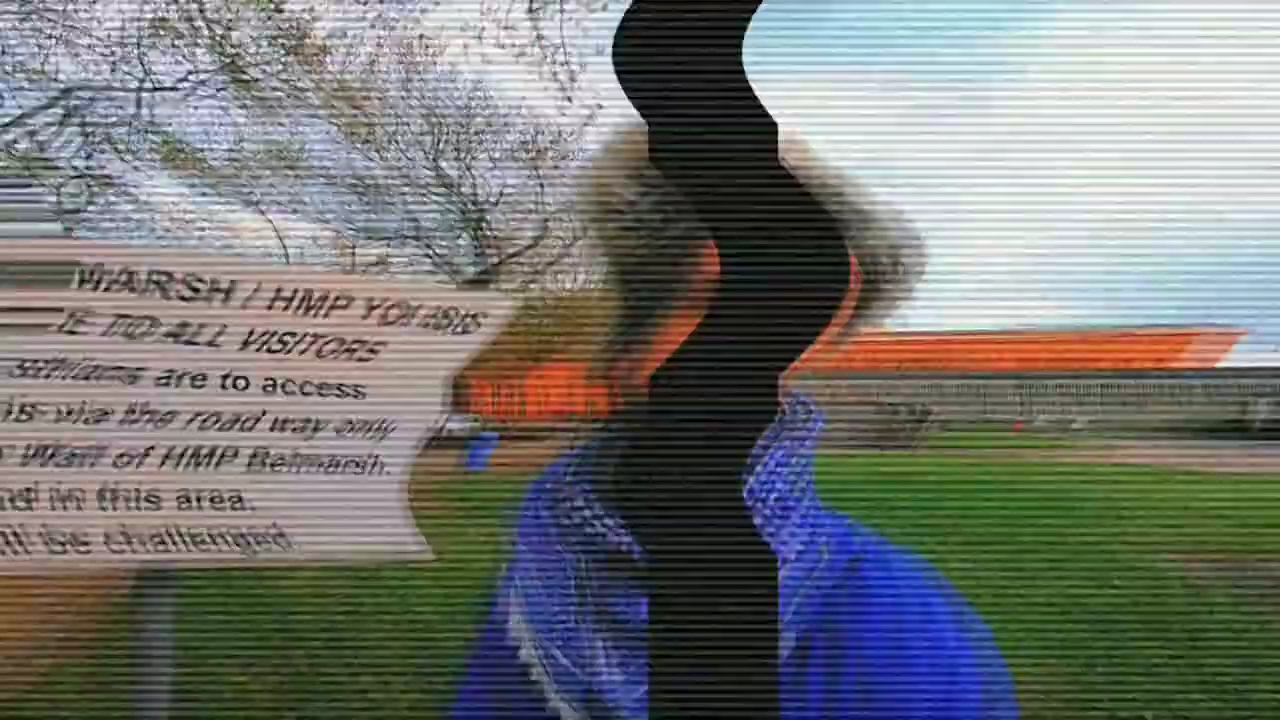 MARSH / HMP
TO ALL VISITORS
are to access
is via the road way only
Wall of HMP Belmarsh.
in this area.
be challenged.